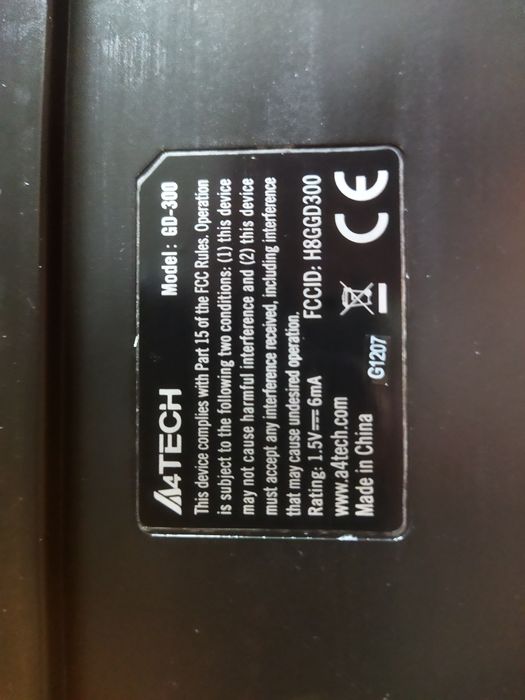 A4TECH Model: GD-300
This device complies with Part 15 of the FCC Rules. Operation
is subject to the following two conditions: (1) this device
may not cause harmful interference and (2) this device
must accept any interference received, including interference
that may cause undesired operation.
Rating: 1.5V⎓6mA FCCID: H8GGD300
www.a4tech.com
Made in China G1207
CE